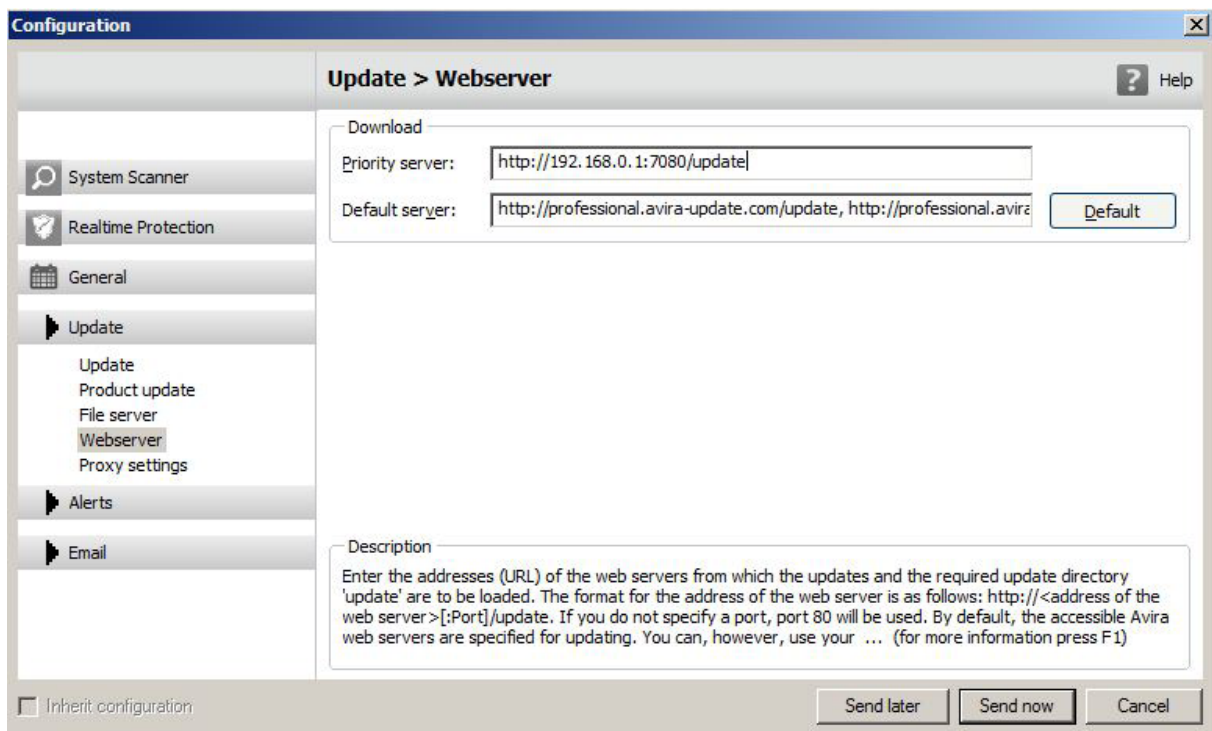 Configuration
Update > Webserver
? Help
System Scanner
Realtime Protection
General
Update
Update
Product update
File server
Webserver
Proxy settings
Alerts
Email
Download
Priority server: http://192.168.0.1:7080/update
Default server: http://professional.avira-update.com/update, http://professional.avira Default
Description
Enter the addresses (URL) of the web servers from which the updates and the required update directory
'update' are to be loaded. The format for the address of the web server is as follows: http://<address of the
web server>[:Port]/update. If you do not specify a port, port 80 will be used. By default, the accessible Avira
web servers are specified for updating. You can, however, use your ... (for more information press F1)
Inherit configuration
Send later Send now Cancel